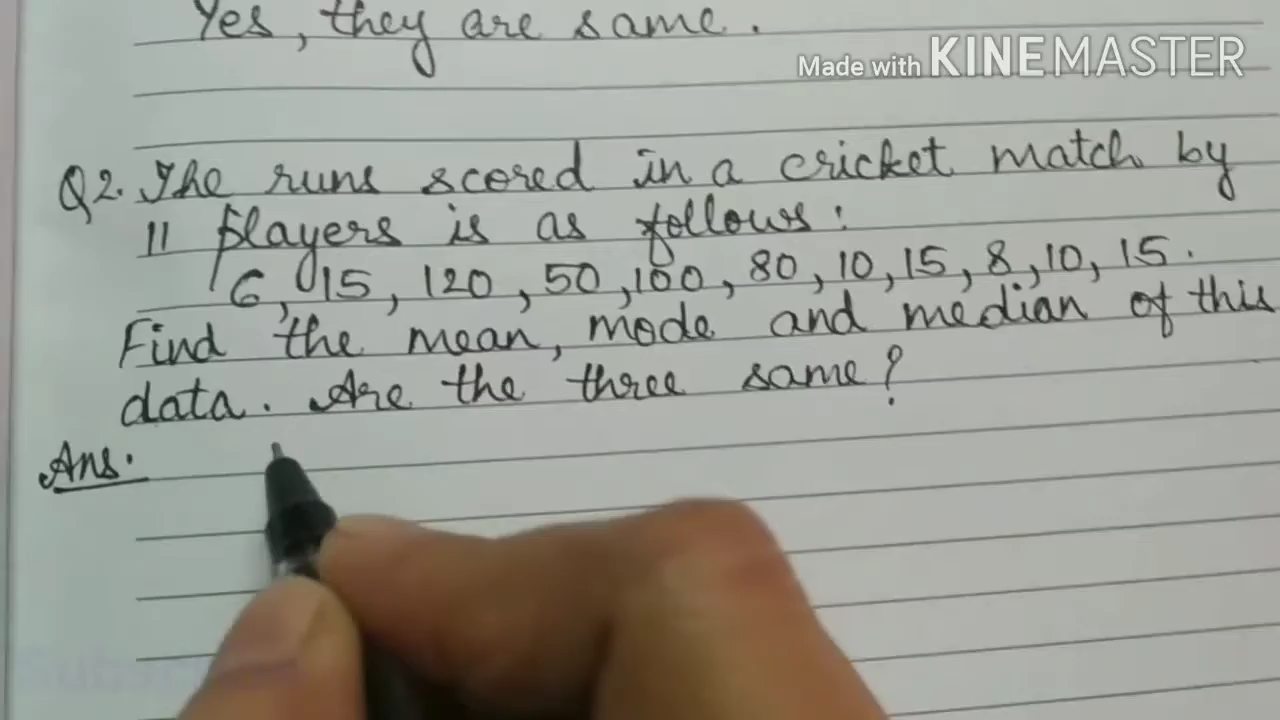 Yes, they are same.
Made with KINEMASTER
Q2. The runs scored in a cricket match by
11 players is as follows:
6, 15, 120, 50, 100, 80, 10, 15, 8, 10, 15.
Find the mean, mode and median of this
data. Are the three same?
Ans.